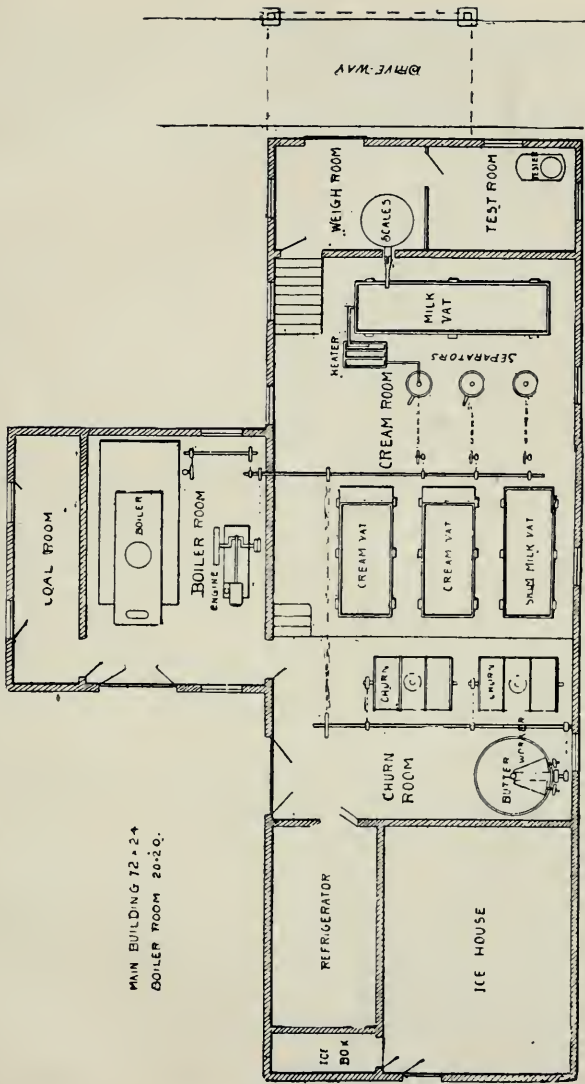 DRIVE-WAY
WEIGH ROOM
SCALES
TEST ROOM
TESTER
MILK
VAT
HEATER
SEPARATORS
CREAM ROOM
COAL ROOM
BOILER
BOILER ROOM
ENGINE
CREAM VAT
CREAM VAT
SKIM MILK VAT
CHURN
C
CHURN
C
CHURN
ROOM
BUTTER
WORKER
REFRIGERATOR
ICE
BOX
ICE HOUSE
MAIN BUILDING 72 × 24
BOILER ROOM 20×20.